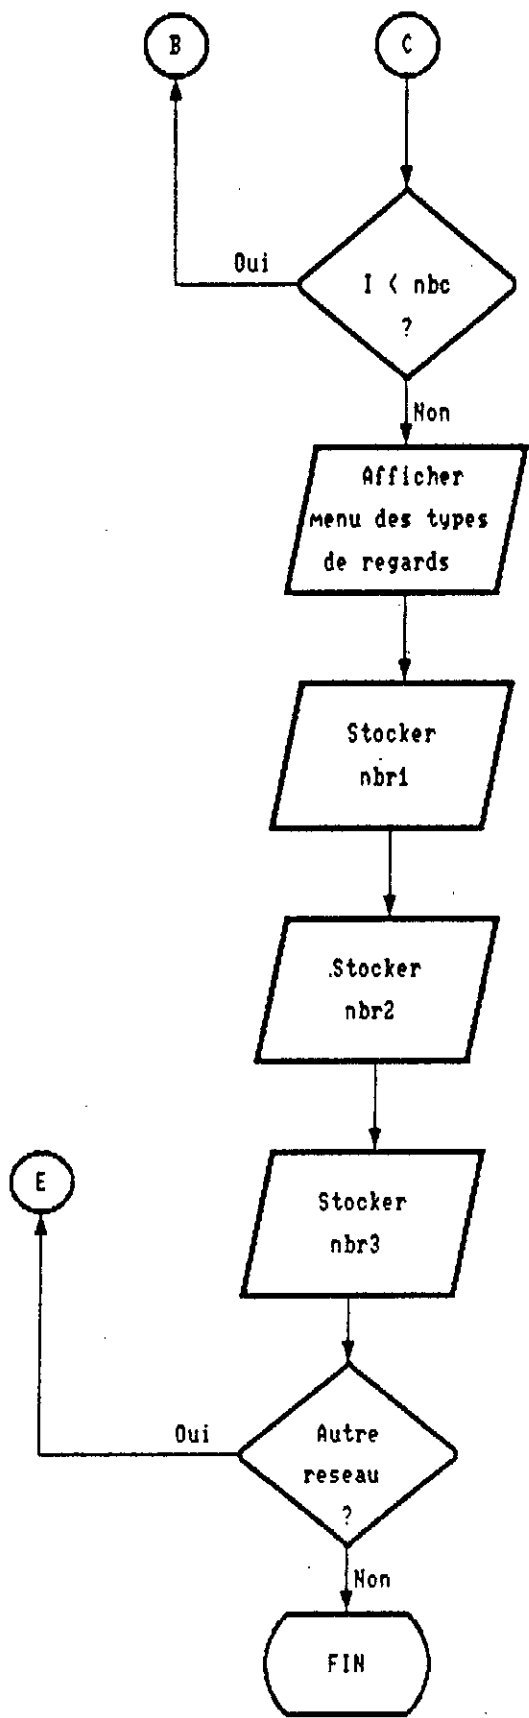 B
C
Oui
I < nbc
?
Non
Afficher
menu des types
de regards
Stocker
nbr1
Stocker
nbr2
E
Stocker
nbr3
Oui
Autre
reseau
?
Non
FIN